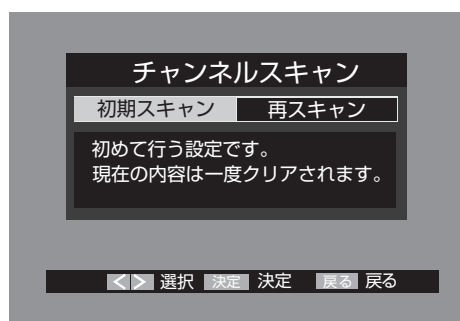 チャンネルスキャン
初期スキャン 再スキャン
初めて行う設定です。
現在の内容は一度クリアされます。
<> 選択 決定 決定 戻る 戻る